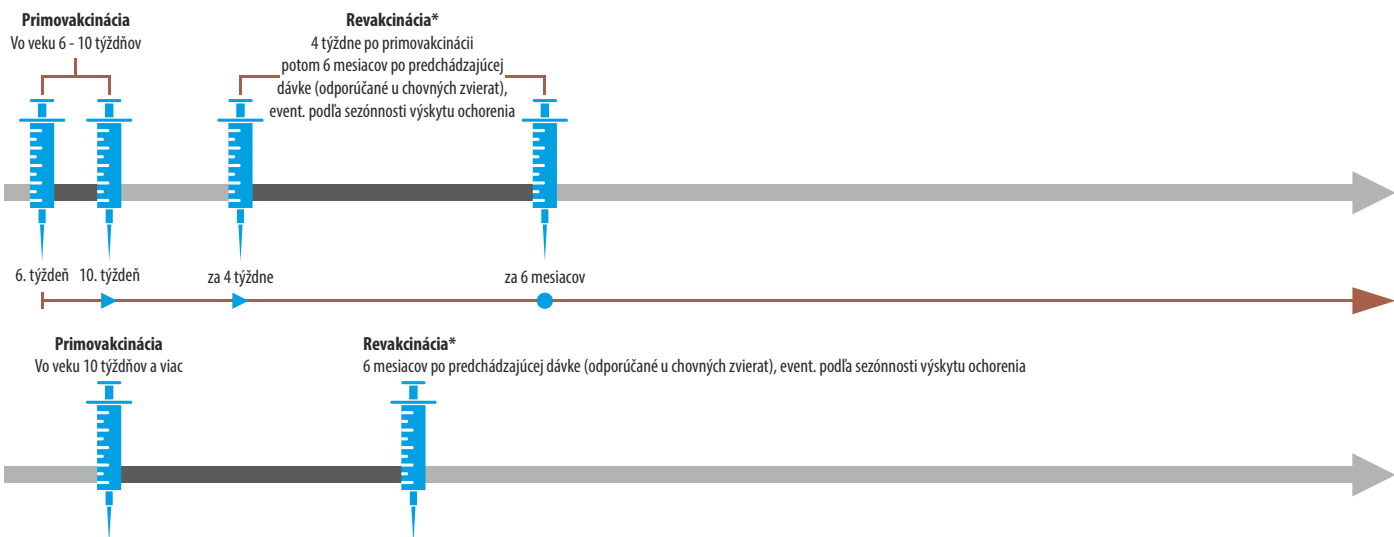 Primovakcinácia
Vo veku 6 - 10 týždňov
Revakcinácia*
4 týždne po primovakcinácii
potom 6 mesiacov po predchádzajúcej
dávke (odporúčané u chovných zvierat),
event. podľa sezónnosti výskytu ochorenia
6. týždeň
10. týždeň
za 4 týždne
za 6 mesiacov
Primovakcinácia
Vo veku 10 týždňov a viac
Revakcinácia*
6 mesiacov po predchádzajúcej dávke (odporúčané u chovných zvierat), event. podľa sezónnosti výskytu ochorenia